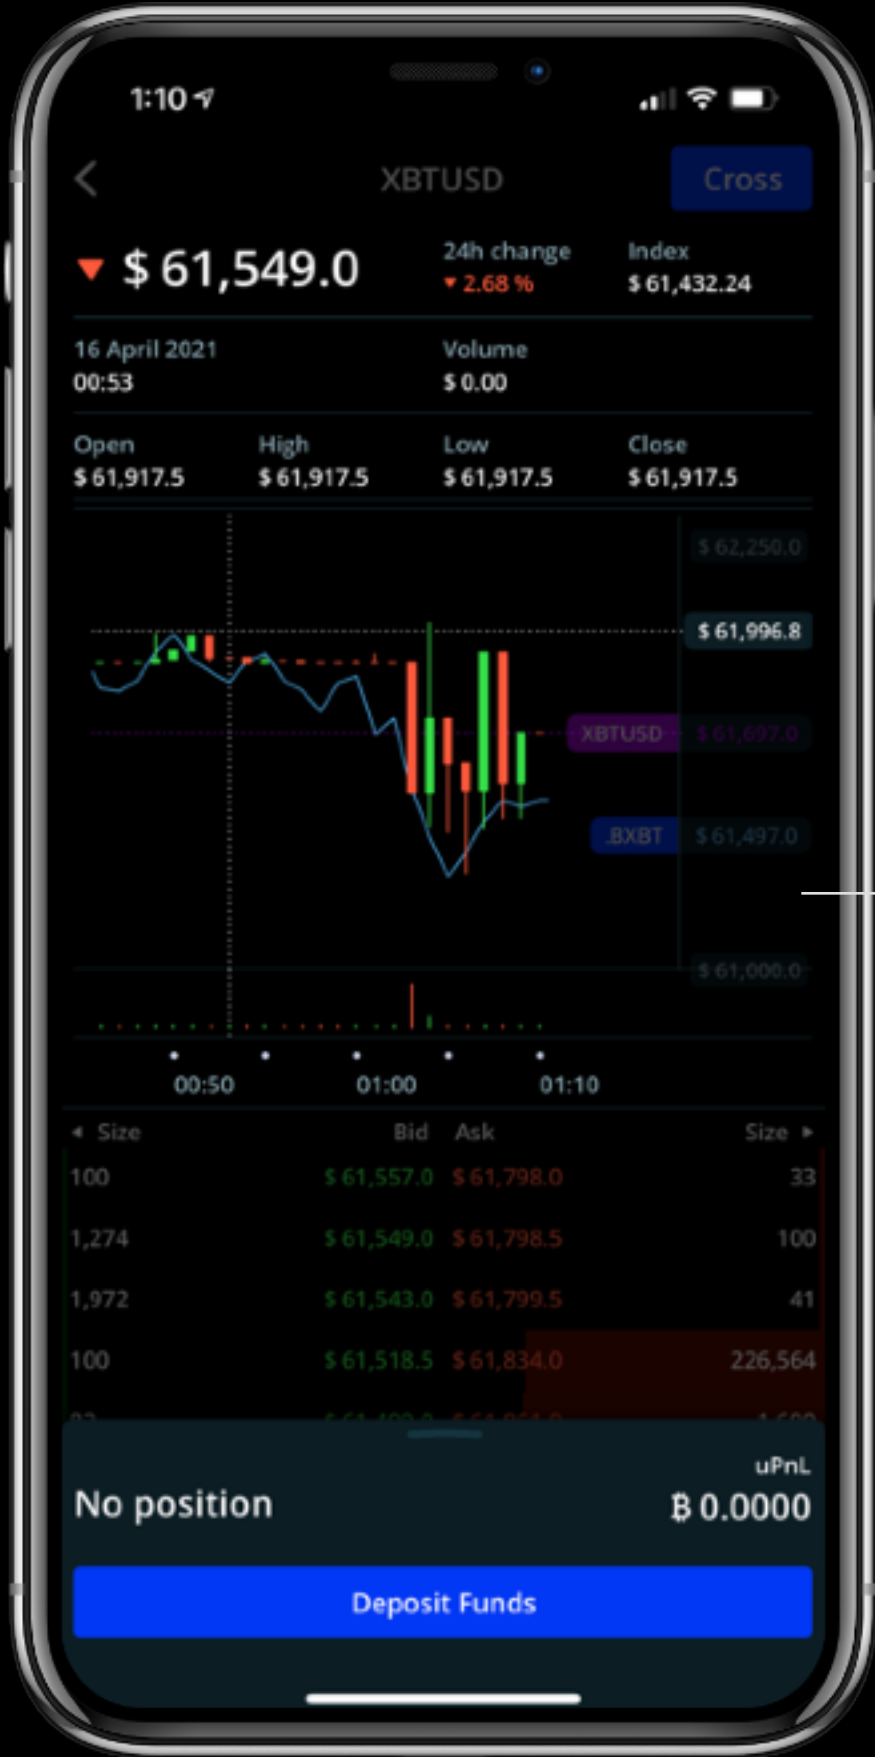 1:10
XBTUSD Cross
$ 61,549.0
24h change Index
2.68 % $ 61,432.24
16 April 2021 Volume
00:53 $ 0.00
Open High Low Close
$ 61,917.5 $ 61,917.5 $ 61,917.5 $ 61,917.5
$ 62,250.0
$ 61,996.8
XBTUSD $ 61,697.0
.BXBT $ 61,497.0
$ 61,000.0
00:50 01:00 01:10
Size Bid Ask Size
100 $ 61,557.0 $ 61,798.0 33
1,274 $ 61,549.0 $ 61,798.5 100
1,972 $ 61,543.0 $ 61,799.5 41
100 $ 61,518.5 $ 61,834.0 226,564
uPnL
No position ₿ 0.0000
Deposit Funds